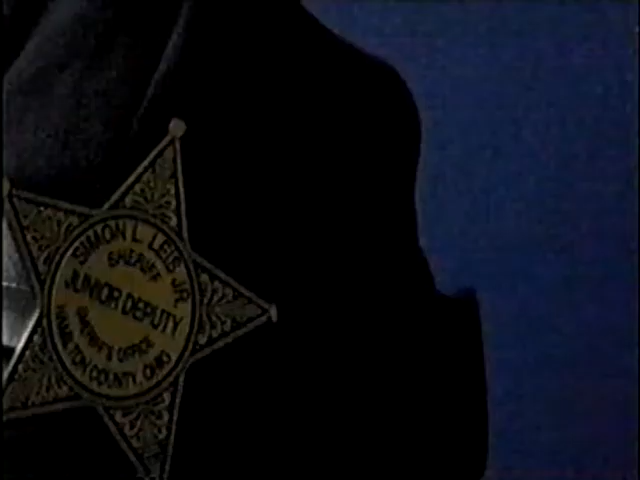 SIMON L. LEIS JR.
SHERIFF
JUNIOR DEPUTY
SHERIFF'S OFFICE
HAMILTON COUNTY, OHIO